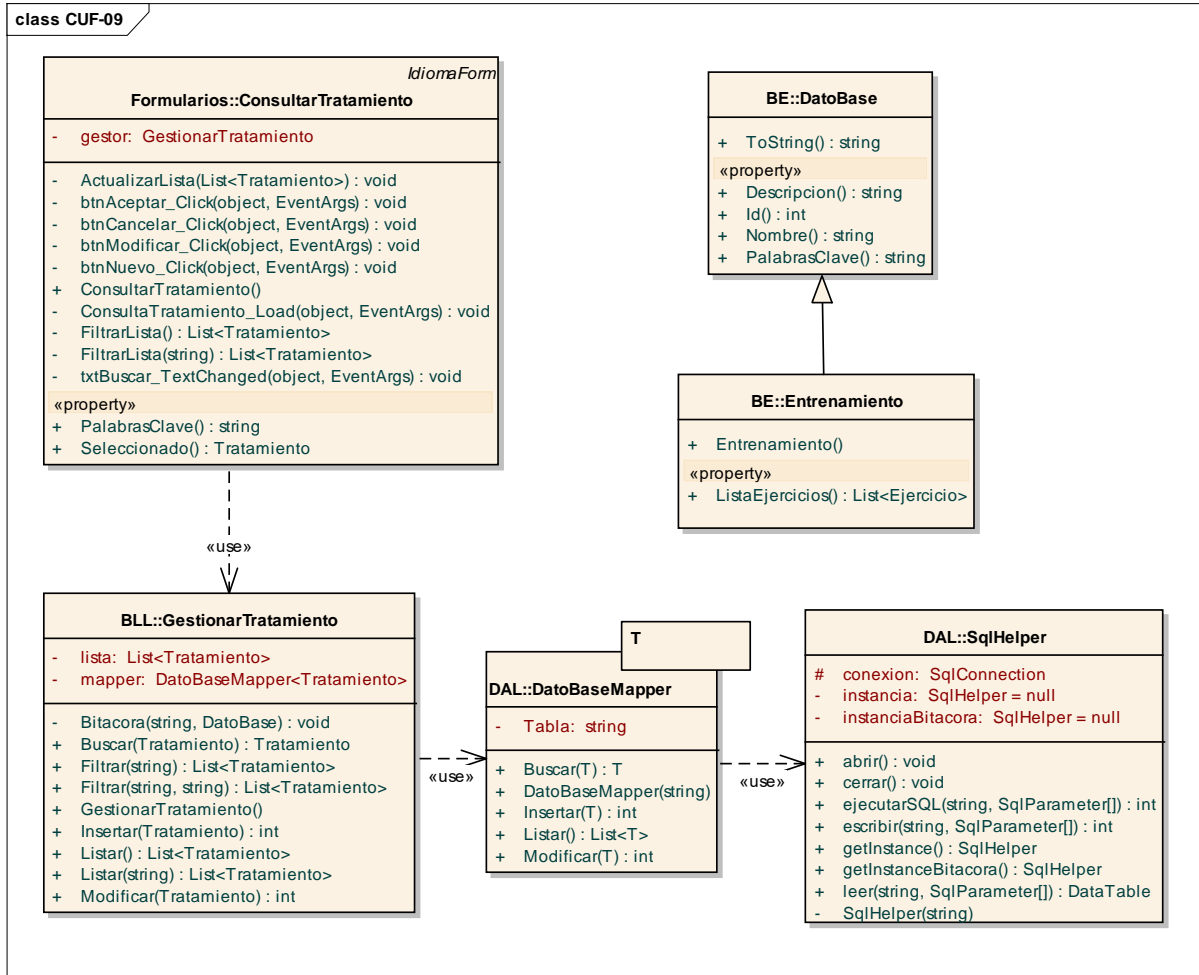 class CUF-09
IdiomaForm
Formularios::ConsultarTratamiento
- gestor: GestionarTratamiento
- ActualizarLista(List<Tratamiento>) : void
- btnAceptar_Click(object, EventArgs) : void
- btnCancelar_Click(object, EventArgs) : void
- btnModificar_Click(object, EventArgs) : void
- btnNuevo_Click(object, EventArgs) : void
+ ConsultarTratamiento()
- ConsultaTratamiento_Load(object, EventArgs) : void
- FiltrarLista() : List<Tratamiento>
- FiltrarLista(string) : List<Tratamiento>
- txtBuscar_TextChanged(object, EventArgs) : void
«property»
+ PalabrasClave() : string
+ Seleccionado() : Tratamiento
BE::DatoBase
+ ToString() : string
«property»
+ Descripcion() : string
+ Id() : int
+ Nombre() : string
+ PalabrasClave() : string
BE::Entrenamiento
+ Entrenamiento()
«property»
+ ListaEjercicios() : List<Ejercicio>
«use»
BLL::GestionarTratamiento
- lista: List<Tratamiento>
- mapper: DatoBaseMapper<Tratamiento>
- Bitacora(string, DatoBase) : void
+ Buscar(Tratamiento) : Tratamiento
+ Filtrar(string) : List<Tratamiento>
+ Filtrar(string, string) : List<Tratamiento>
+ GestionarTratamiento()
+ Insertar(Tratamiento) : int
+ Listar() : List<Tratamiento>
+ Listar(string) : List<Tratamiento>
+ Modificar(Tratamiento) : int
«use»
T
DAL::DatoBaseMapper
- Tabla: string
+ Buscar(T) : T
+ DatoBaseMapper(string)
+ Insertar(T) : int
+ Listar() : List<T>
+ Modificar(T) : int
«use»
DAL::SqlHelper
# conexion: SqlConnection
- instancia: SqlHelper = null
- instanciaBitacora: SqlHelper = null
+ abrir() : void
+ cerrar() : void
+ ejecutarSQL(string, SqlParameter[]) : int
+ escribir(string, SqlParameter[]) : int
+ getInstance() : SqlHelper
+ getInstanceBitacora() : SqlHelper
+ leer(string, SqlParameter[]) : DataTable
- SqlHelper(string)